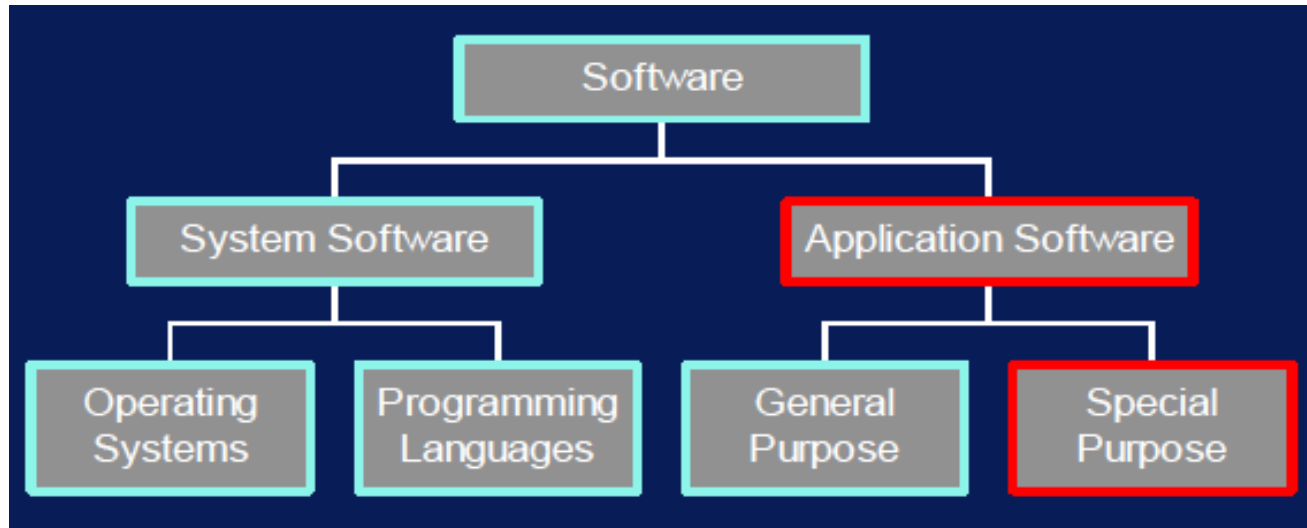 Software
System Software
Application Software
Operating
Systems
Programming
Languages
General
Purpose
Special
Purpose